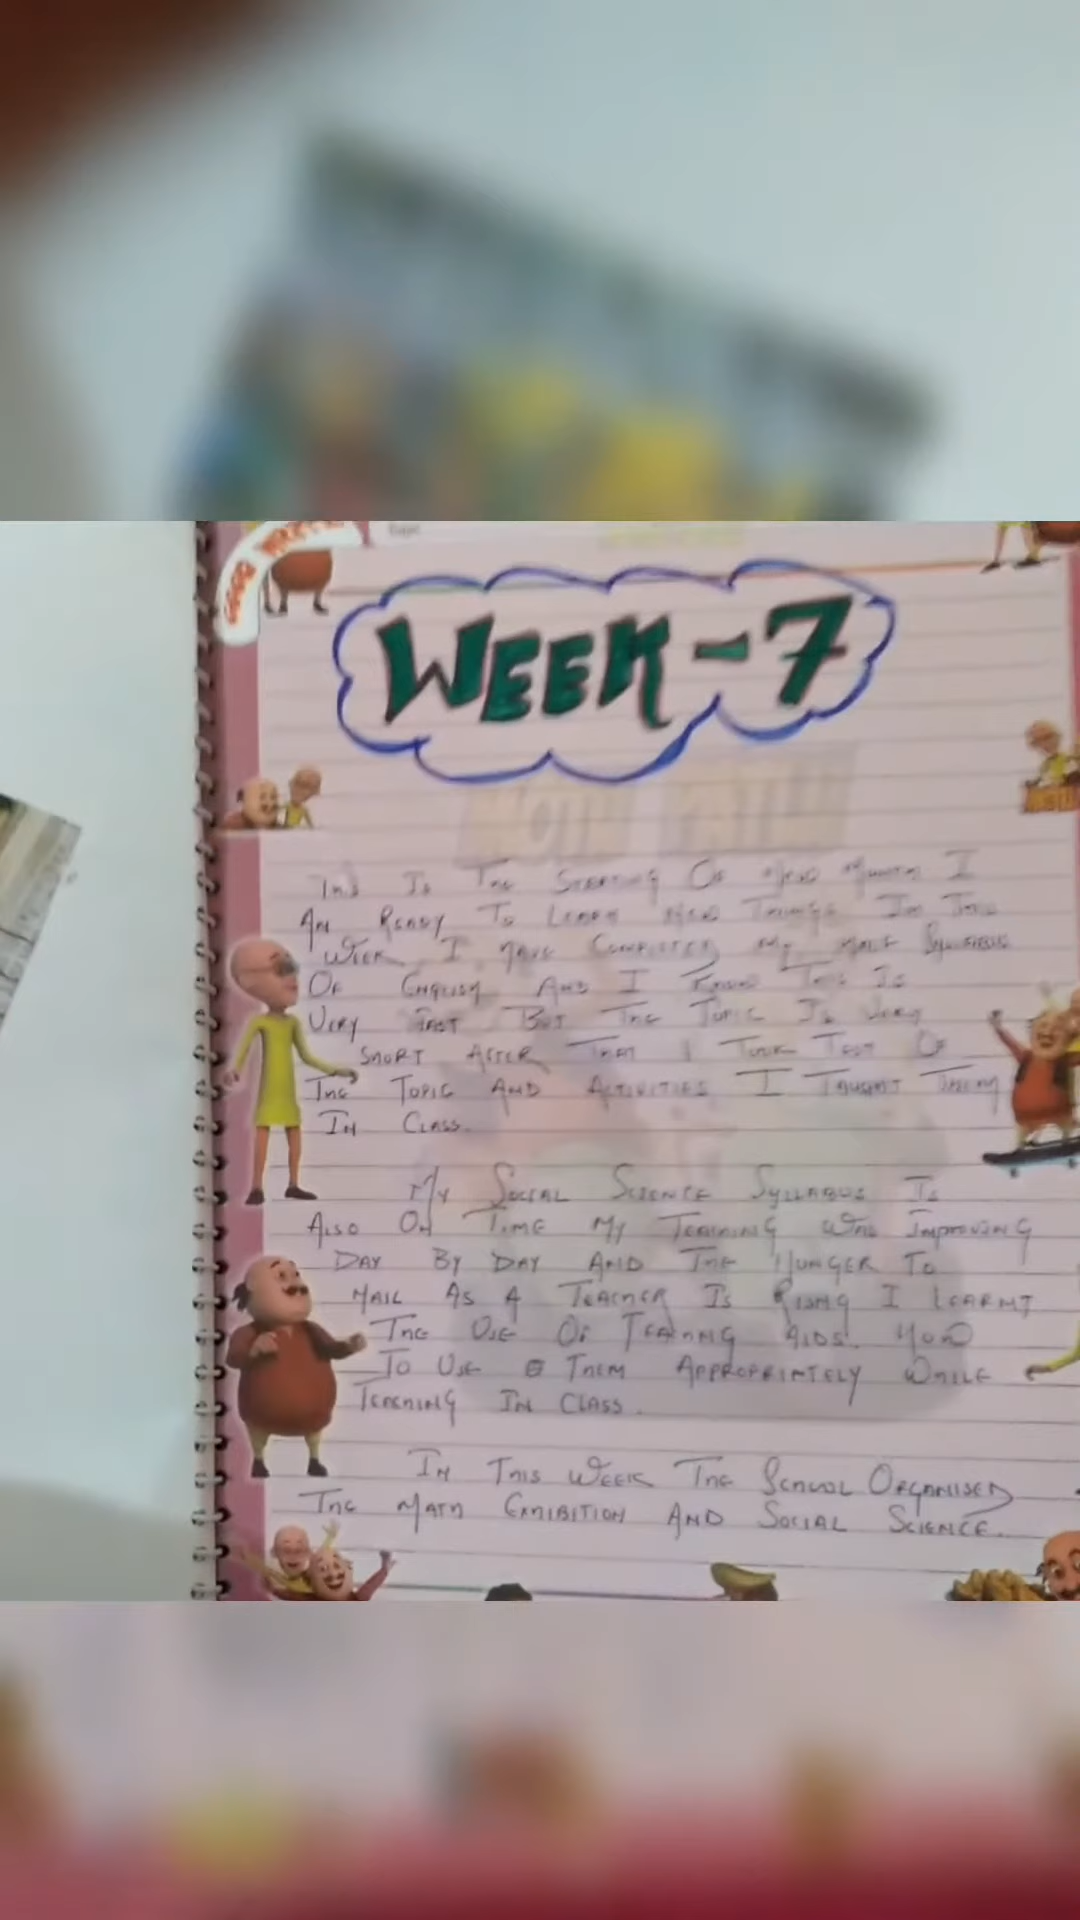 WEEK-7
MOTU PATLU
This Is The Starting Of New Month I
Am Ready To Learn New Things In This
Week I Have Completed My Half Syllabus
Of English And I Know This Is
Very Fast But The Topic Is Very
Short After That I Took Test Of
The Topic And Activities I Taught Them
In Class.
My Social Science Syllabus Is
Also On Time My Teaching Was Improving
Day By Day And The Hunger To
As A Teacher Is Rising I Learnt
The Use Of Teaching Aids. How
To Use Them Appropriately While
Teaching In Class.
In This Week The School Organised
The Math Exhibition And Social Science.